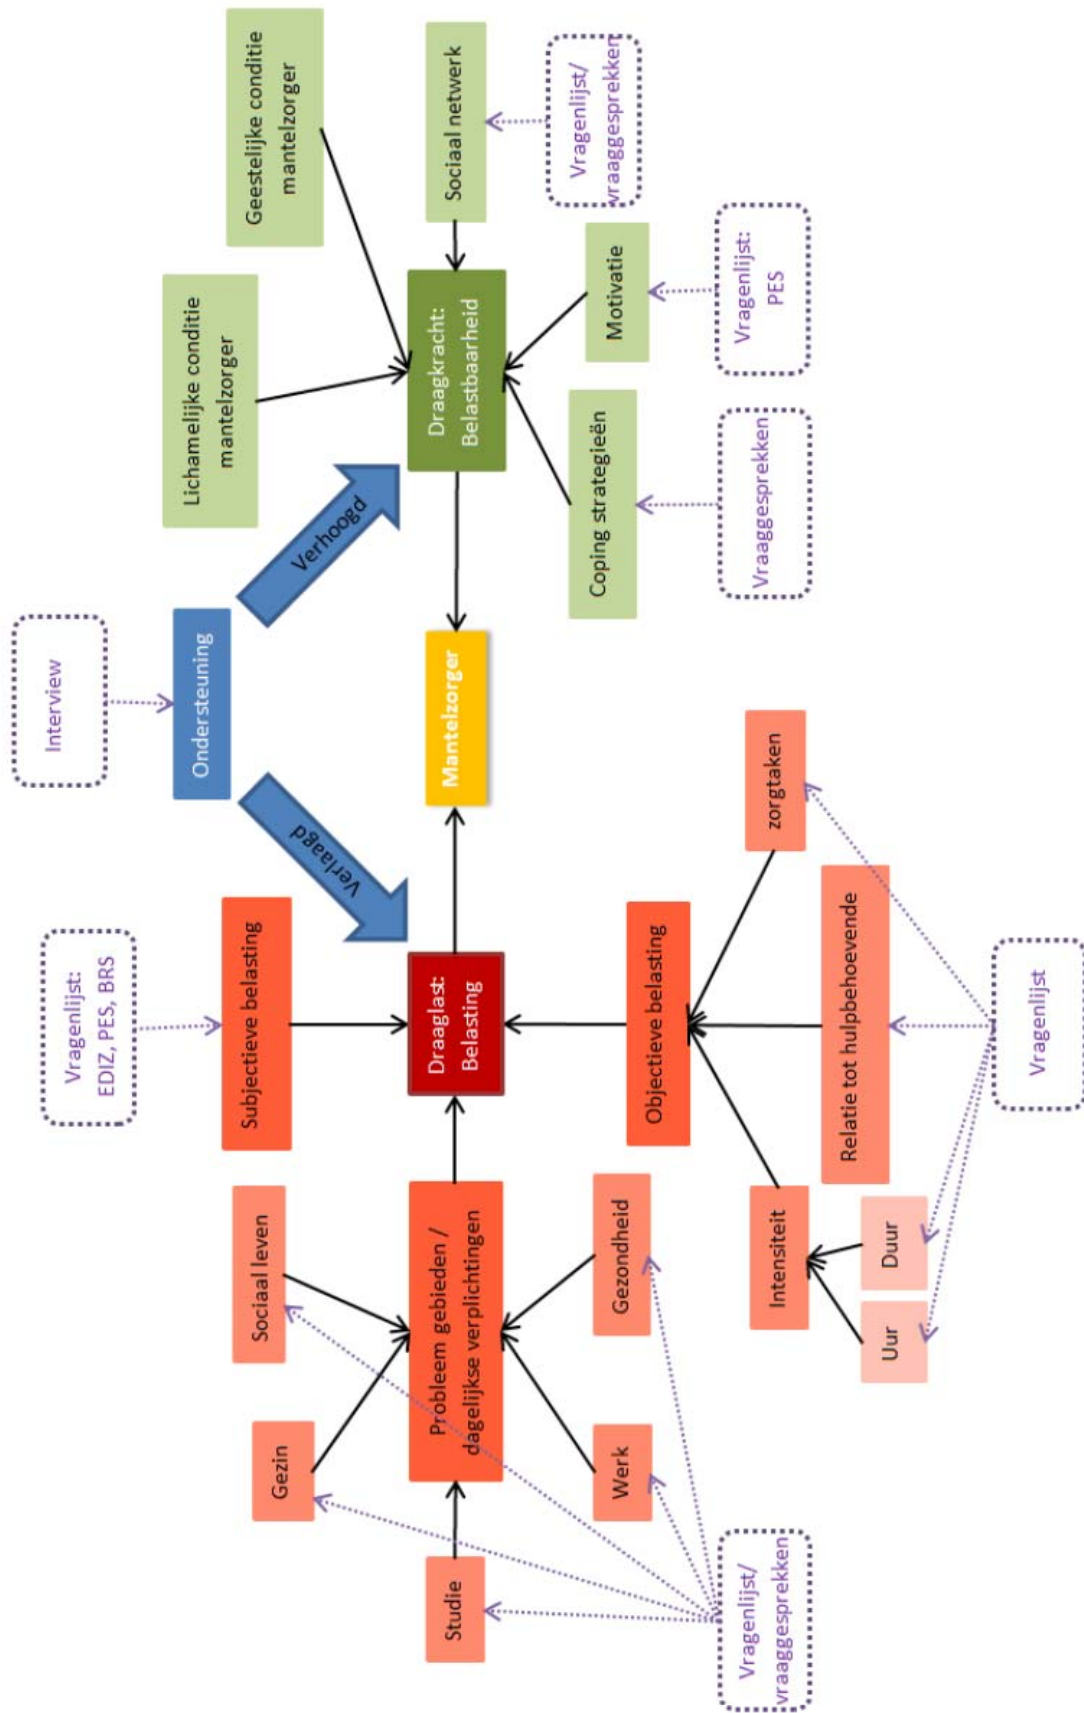 Interview
Vragenlijst:
EDIZ, PES, BRS
Ondersteuning
Geestelijke conditie
mantelzorger
Lichamelijke conditie
mantelzorger
Subjectieve belasting
Sociaal leven
Gezin
Verlaagd
Verhoogd
Studie
Probleem gebieden /
dagelijkse verplichtingen
Draaglast:
Belasting
Mantelzorger
Draagkracht:
Belastbaarheid
Sociaal netwerk
Werk
Gezondheid
Objectieve belasting
Coping strategieën
Motivatie
Vragenlijst/
vraaggesprekken
Vragenlijst/
vraaggesprekken
Intensiteit
zorgtaken
Vraaggesprekken
Vragenlijst:
PES
Uur
Duur
Relatie tot hulpbehoevende
Vragenlijst